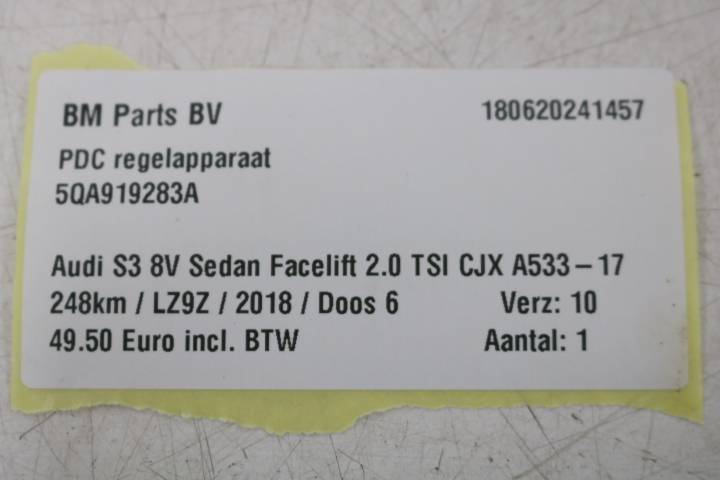 BM Parts BV 180620241457
PDC regelapparaat
5QA919283A
Audi S3 8V Sedan Facelift 2.0 TSI CJX A533-17
248km / LZ9Z / 2018 / Doos 6 Verz: 10
49.50 Euro incl. BTW Aantal: 1